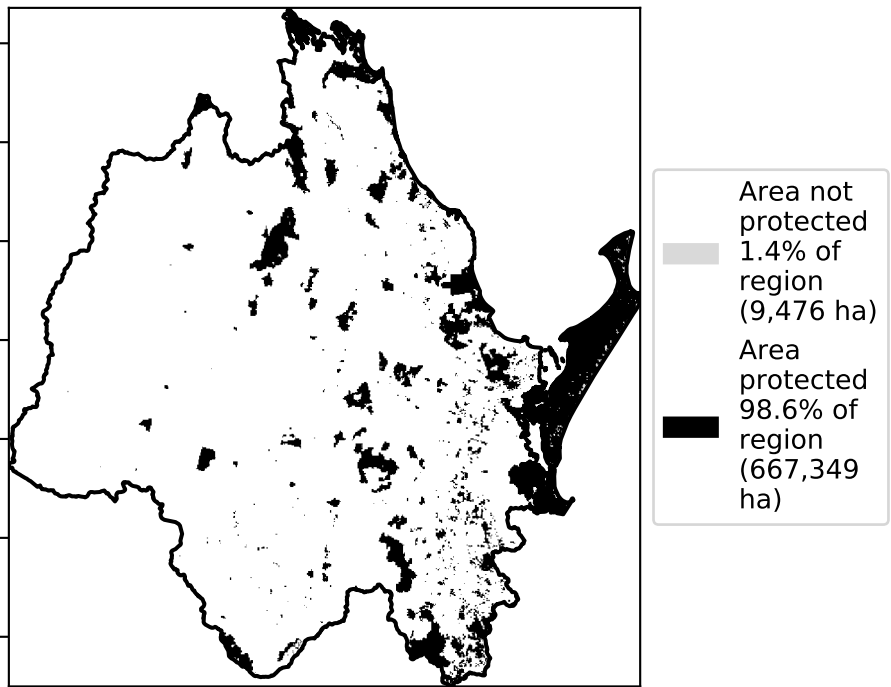 Area not
protected
1.4% of
region
(9,476 ha)
Area
protected
98.6% of
region
(667,349
ha)